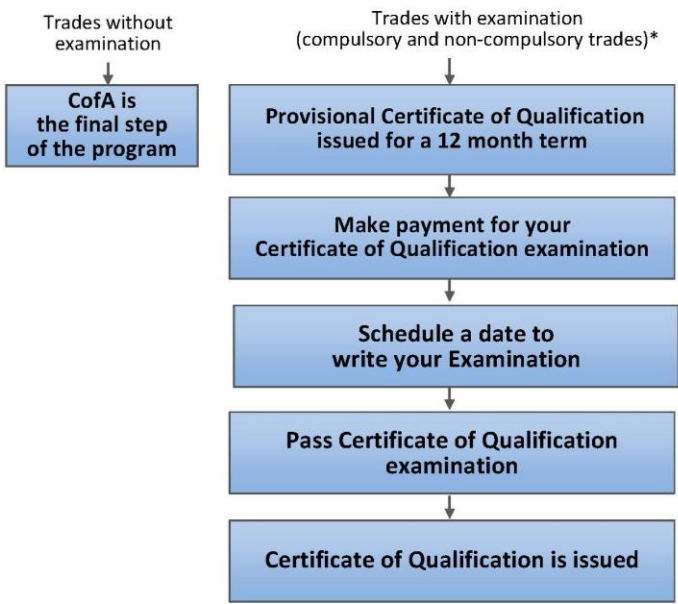 Trades without
examination
CofA is
the final step
of the program
Trades with examination
(compulsory and non-compulsory trades)*
Provisional Certificate of Qualification
issued for a 12 month term
Make payment for your
Certificate of Qualification examination
Schedule a date to
write your Examination
Pass Certificate of Qualification
examination
Certificate of Qualification is issued